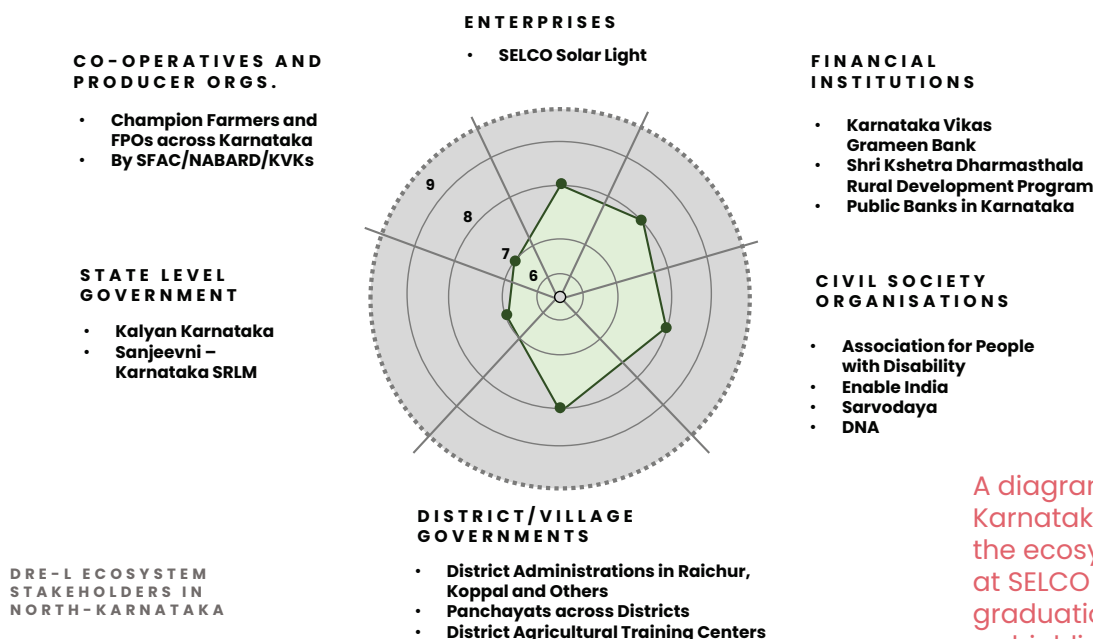 ENTERPRISES
• SELCO Solar Light
CO-OPERATIVES AND
PRODUCER ORGS.
• Champion Farmers and
FPOs across Karnataka
• By SFAC/NABARD/KVKs
FINANCIAL
INSTITUTIONS
• Karnataka Vikas
Grameen Bank
• Shri Kshetra Dharmasthala
Rural Development Program
• Public Banks in Karnataka
9
8
7
6
STATE LEVEL
GOVERNMENT
• Kalyan Karnataka
• Sanjeevni –
Karnataka SRLM
CIVIL SOCIETY
ORGANISATIONS
• Association for People
with Disability
• Enable India
• Sarvodaya
• DNA
DISTRICT/VILLAGE
GOVERNMENTS
• District Administrations in Raichur,
Koppal and Others
• Panchayats across Districts
• District Agricultural Training Centers
DRE-L ECOSYSTEM
STAKEHOLDERS IN
NORTH-KARNATAKA
A diagra
Karnatak
the ecosy
at SELCO
graduatio